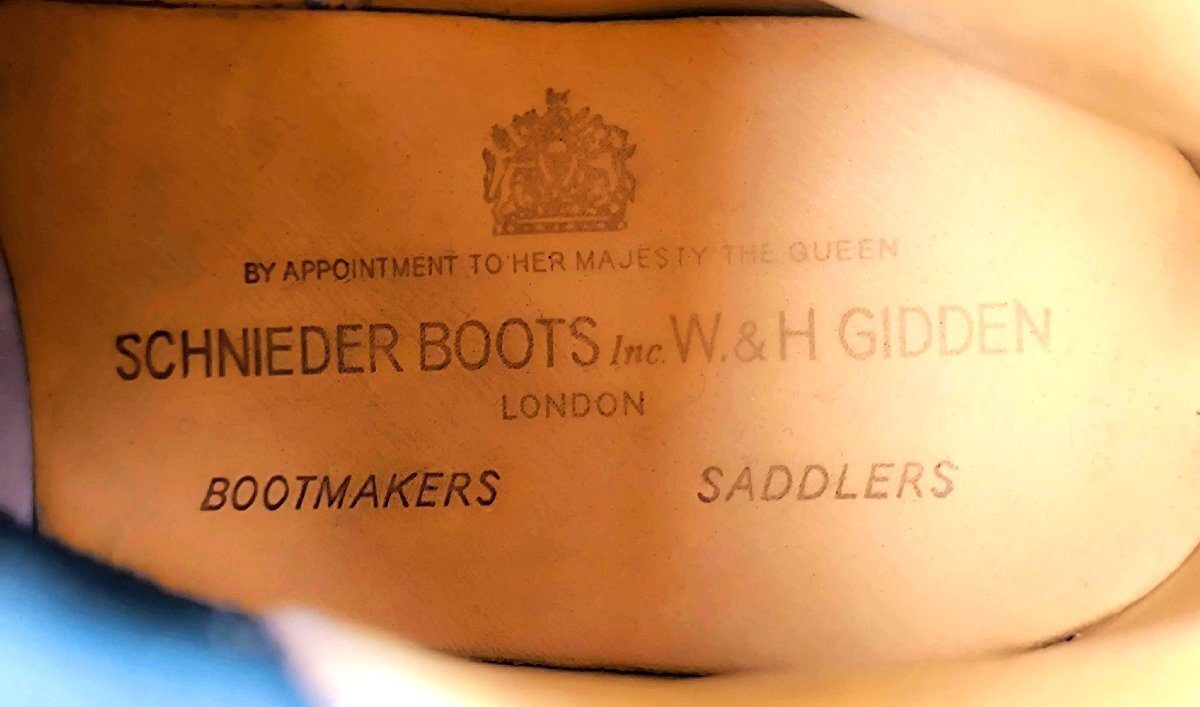 BY APPOINTMENT TO HER MAJESTY THE QUEEN
SCHNIEDER BOOTS Inc. W. & H GIDDEN
LONDON
BOOTMAKERS SADDLERS